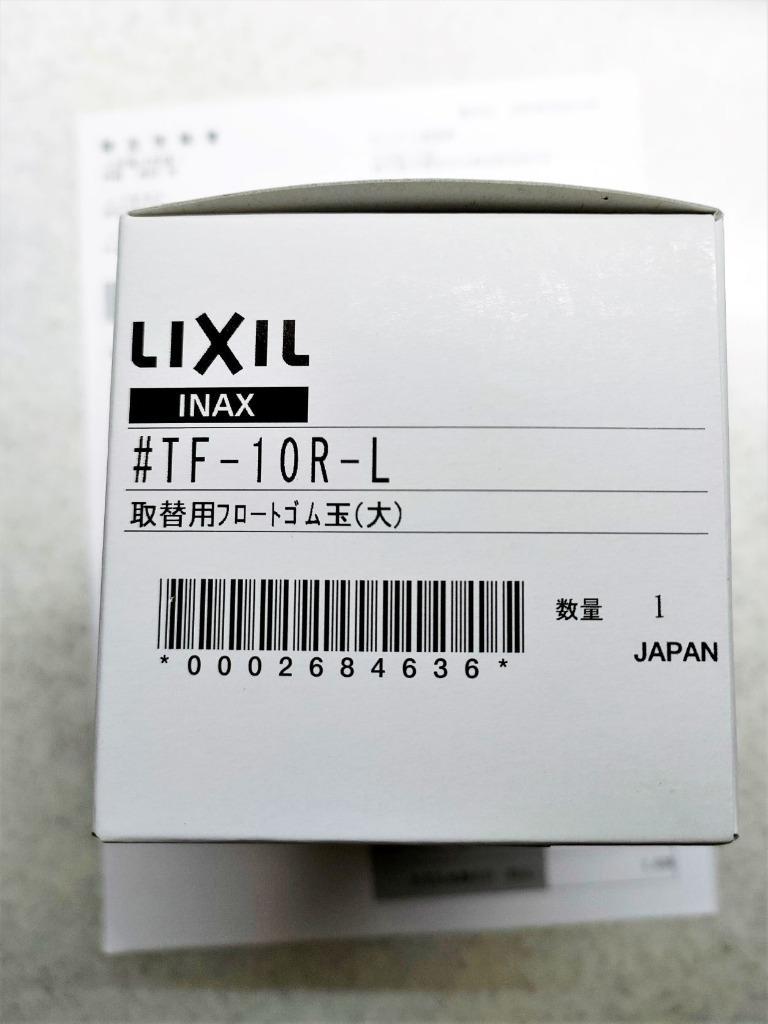 LIXIL
INAX
#TF-10R-L
取替用フロートゴム玉(大)
数量 1
*0002684636*
JAPAN